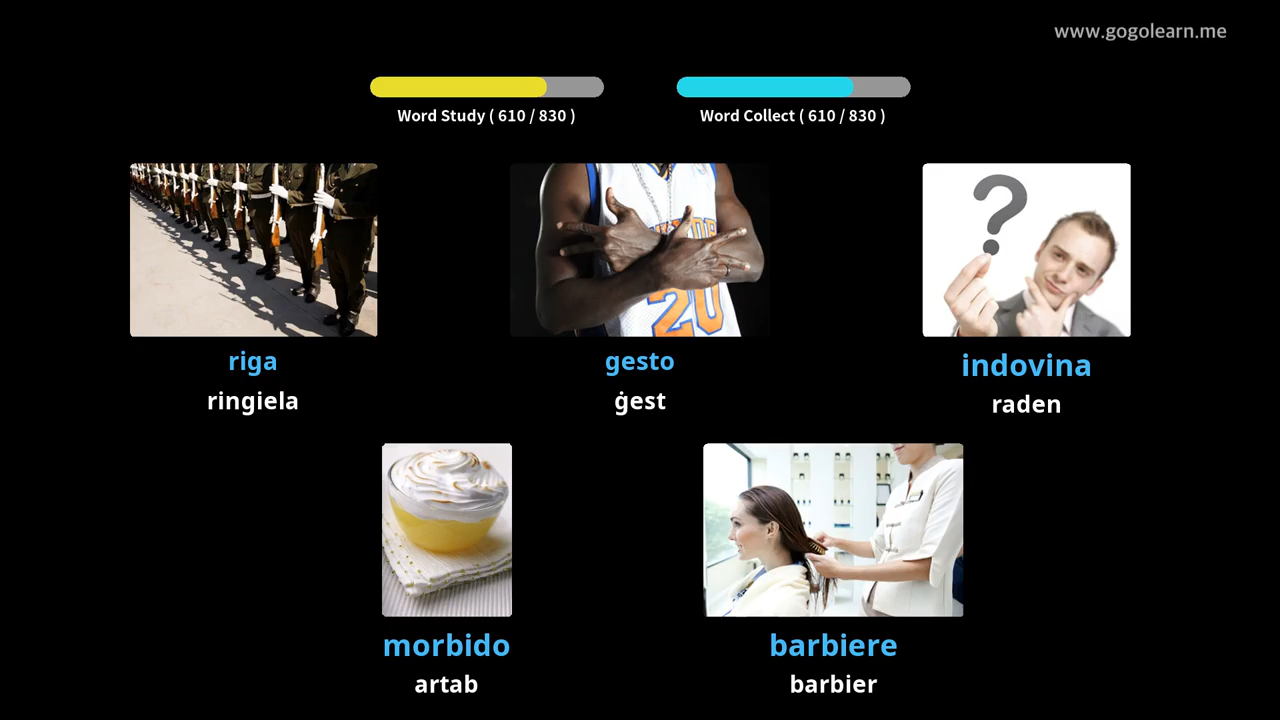 www.gogolearn.me
Word Study ( 610 / 830 )
Word Collect ( 610 / 830 )
20
riga
ringiela
gesto
ġest
indovina
raden
morbido
artab
barbiere
barbier